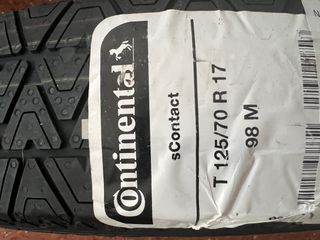 Continental
sContact
T 125/70 R 17
98 M